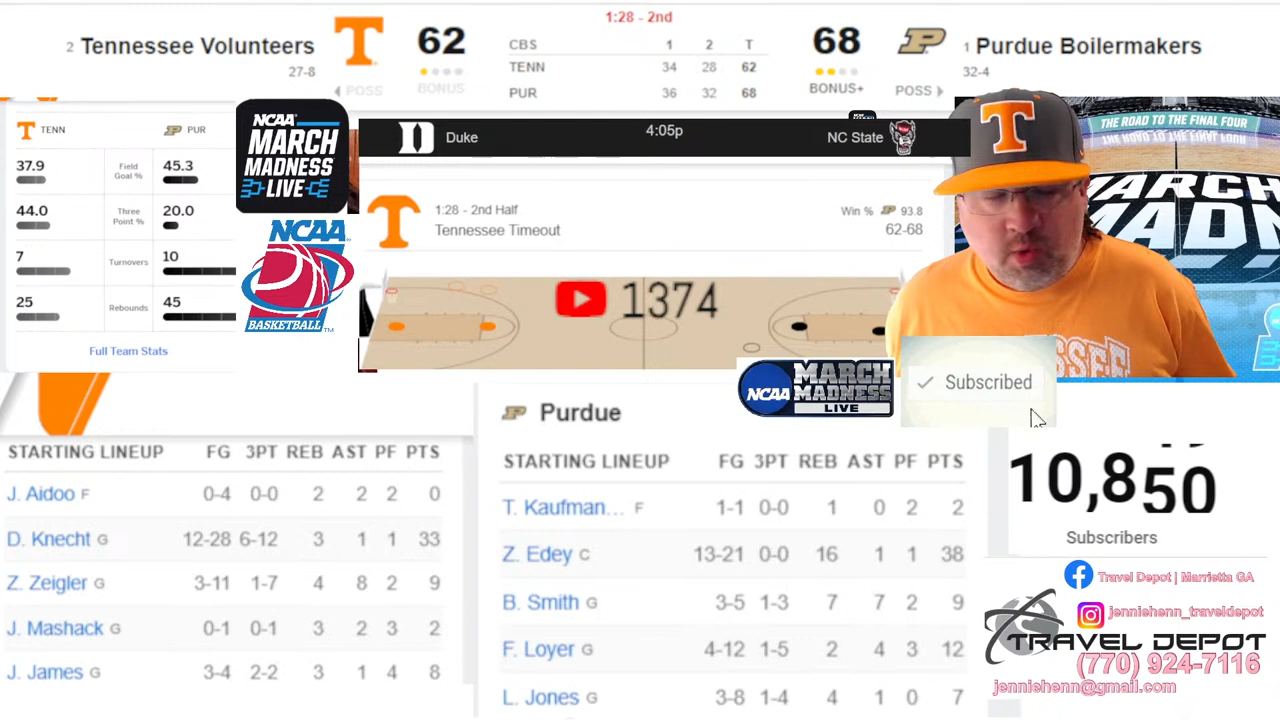 1:28 - 2nd
2 Tennessee Volunteers
27-8
T
62
POSS
BONUS
CBS 1 2 T
TENN 34 28 62
PUR 36 32 68
68
BONUS+
POSS
P
1 Purdue Boilermakers
32-4
T TENN
P PUR
37.9 Field Goal % 45.3
44.0 Three Point % 20.0
7 Turnovers 10
25 Rebounds 45
Full Team Stats
NCAA
MARCH
MADNESS
LIVE
NCAA
BASKETBALL™
D Duke
4:05p
NC State
T
1:28 - 2nd Half
Tennessee Timeout
Win % P 93.8
62-68
1374
NCAA
MARCH
MADNESS
LIVE
THE ROAD TO THE FINAL FOUR
MARCH
MADN
T
SSEE
Subscribed
10,850
Subscribers
STARTING LINEUP FG 3PT REB AST PF PTS
J. Aidoo F 0-4 0-0 2 2 2 0
D. Knecht G 12-28 6-12 3 1 1 33
Z. Zeigler G 3-11 1-7 4 8 2 9
J. Mashack G 0-1 0-1 3 2 3 2
J. James G 3-4 2-2 3 1 4 8
P Purdue
STARTING LINEUP FG 3PT REB AST PF PTS
T. Kaufman... F 1-1 0-0 1 0 2 2
Z. Edey C 13-21 0-0 16 1 1 38
B. Smith G 3-5 1-3 7 7 2 9
F. Loyer G 4-12 1-5 2 4 3 12
L. Jones G 3-8 1-4 4 1 0 7
Travel Depot | Marrietta GA
jenniehenn_traveldepot
TRAVEL DEPOT
(770) 924-7116
jenniehenn@gmail.com